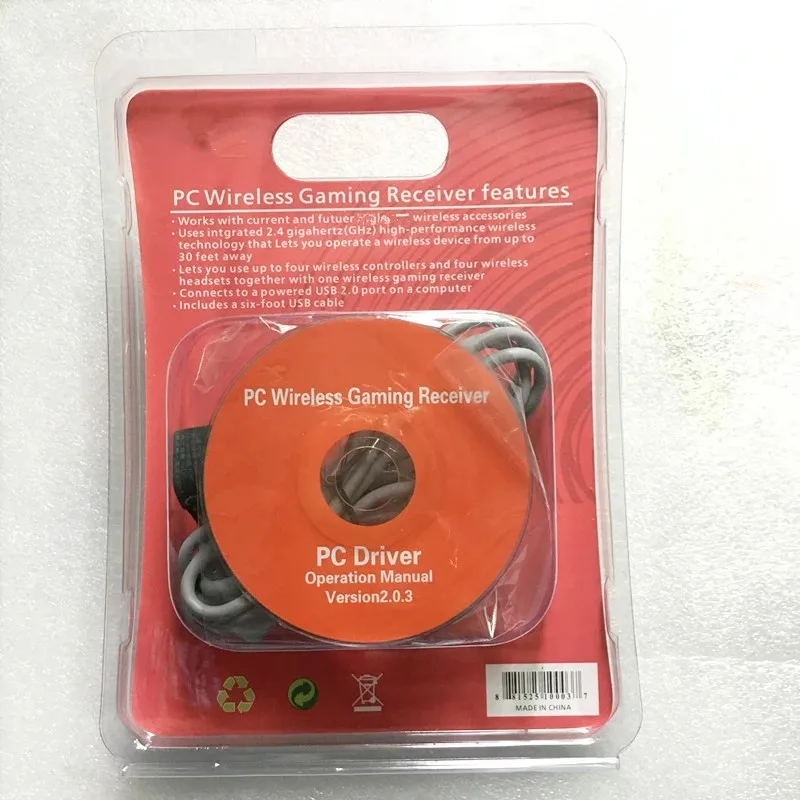 PC Wireless Gaming Receiver features
· Works with current and futuer wireless accessories
· Uses intgrated 2.4 gigahertz(GHz) high-performance wireless
technology that Lets you operate a wireless device from up to
30 feet away
· Lets you use up to four wireless controllers and four wireless
headsets together with one wireless gaming receiver
· Connects to a powered USB 2.0 port on a computer
· Includes a six-foot USB cable
PC Wireless Gaming Receiver
PC Driver
Operation Manual
Version2.0.3
8 81525 10003 7
MADE IN CHINA